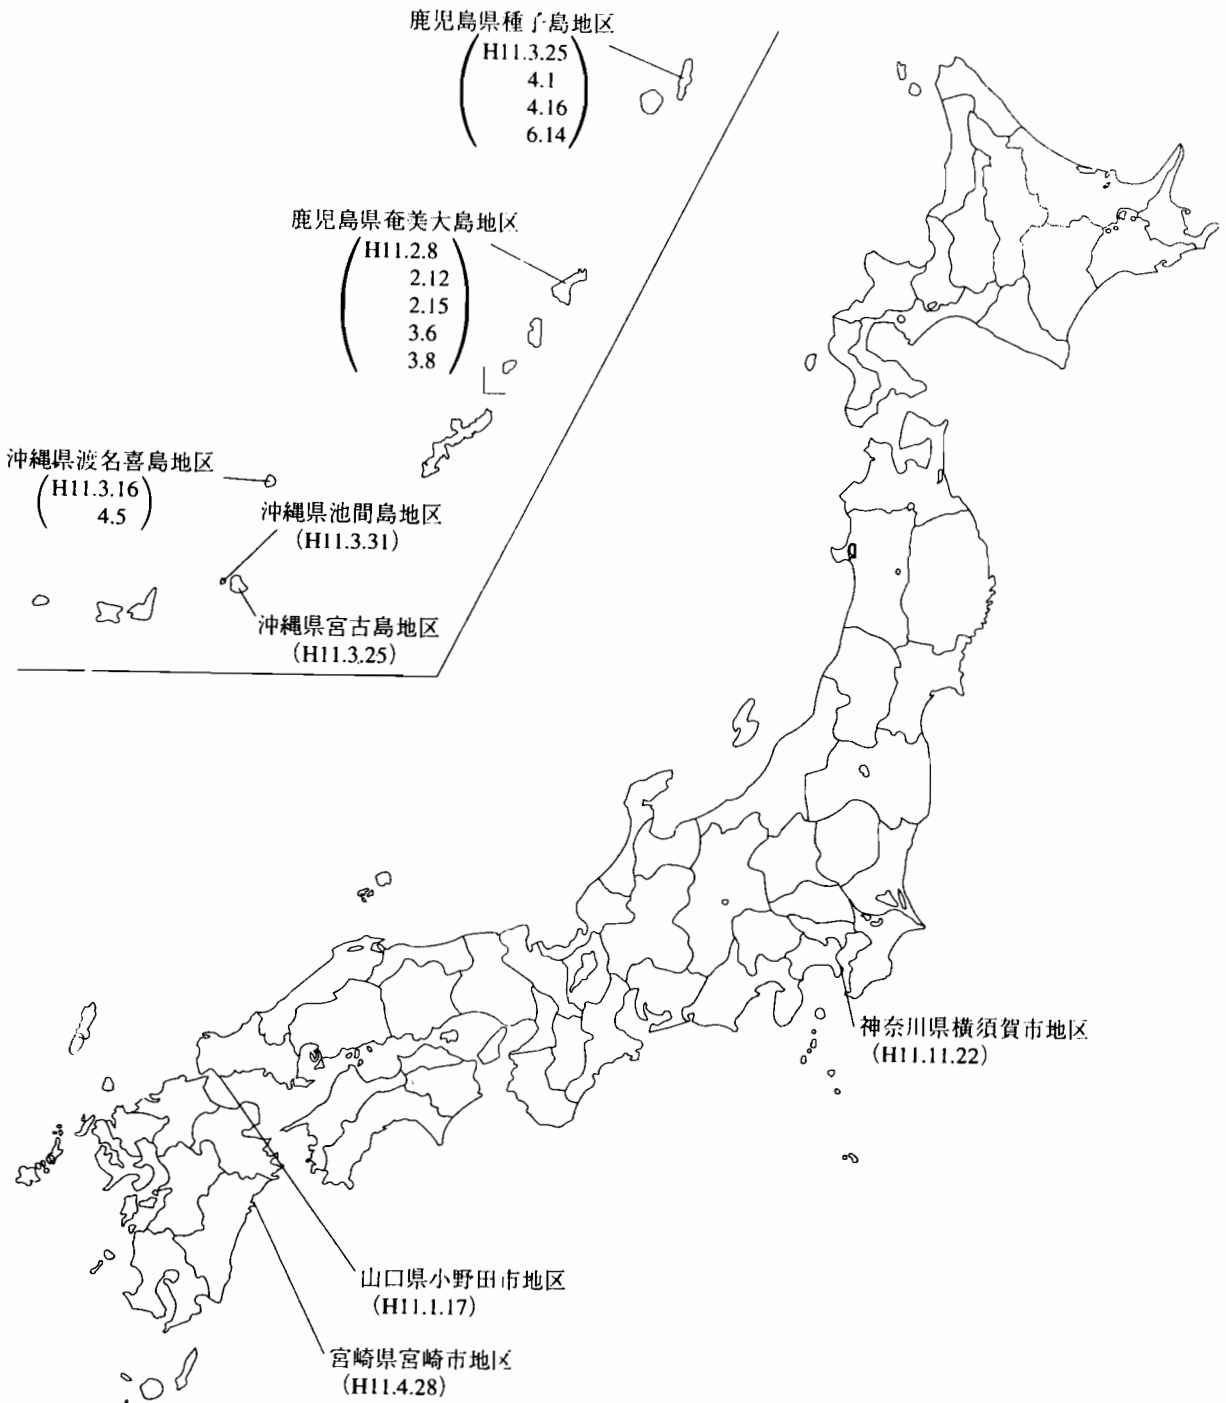 鹿児島県種子島地区
H11.3.25
4.1
4.16
6.14
鹿児島県奄美大島地区
H11.2.8
2.12
2.15
3.6
3.8
沖縄県渡名喜島地区
H11.3.16
4.5
沖縄県池間島地区
(H11.3.31)
沖縄県宮古島地区
(H11.3.25)
神奈川県横須賀市地区
(H11.11.22)
山口県小野田市地区
(H11.1.17)
宮崎県宮崎市地区
(H11.4.28)